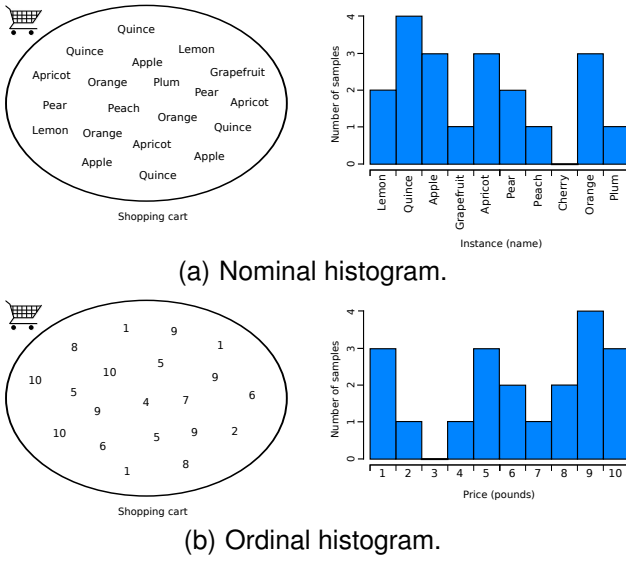 Quince
Quince Lemon
Apple
Apricot Orange Plum Grapefruit
Pear
Pear Peach Apricot
Orange
Lemon Orange Quince
Apricot
Apple Apple
Quince
Shopping cart
Number of samples
0 1 2 3 4
Lemon Quince Apple Grapefruit Apricot Pear Peach Cherry Orange Plum
Instance (name)
(a) Nominal histogram.
1 9
8 1
5
10 10 9
5 6
9 4 7
10 5 9 2
6
1 8
Shopping cart
Number of samples
0 1 2 3 4
1 2 3 4 5 6 7 8 9 10
Price (pounds)
(b) Ordinal histogram.